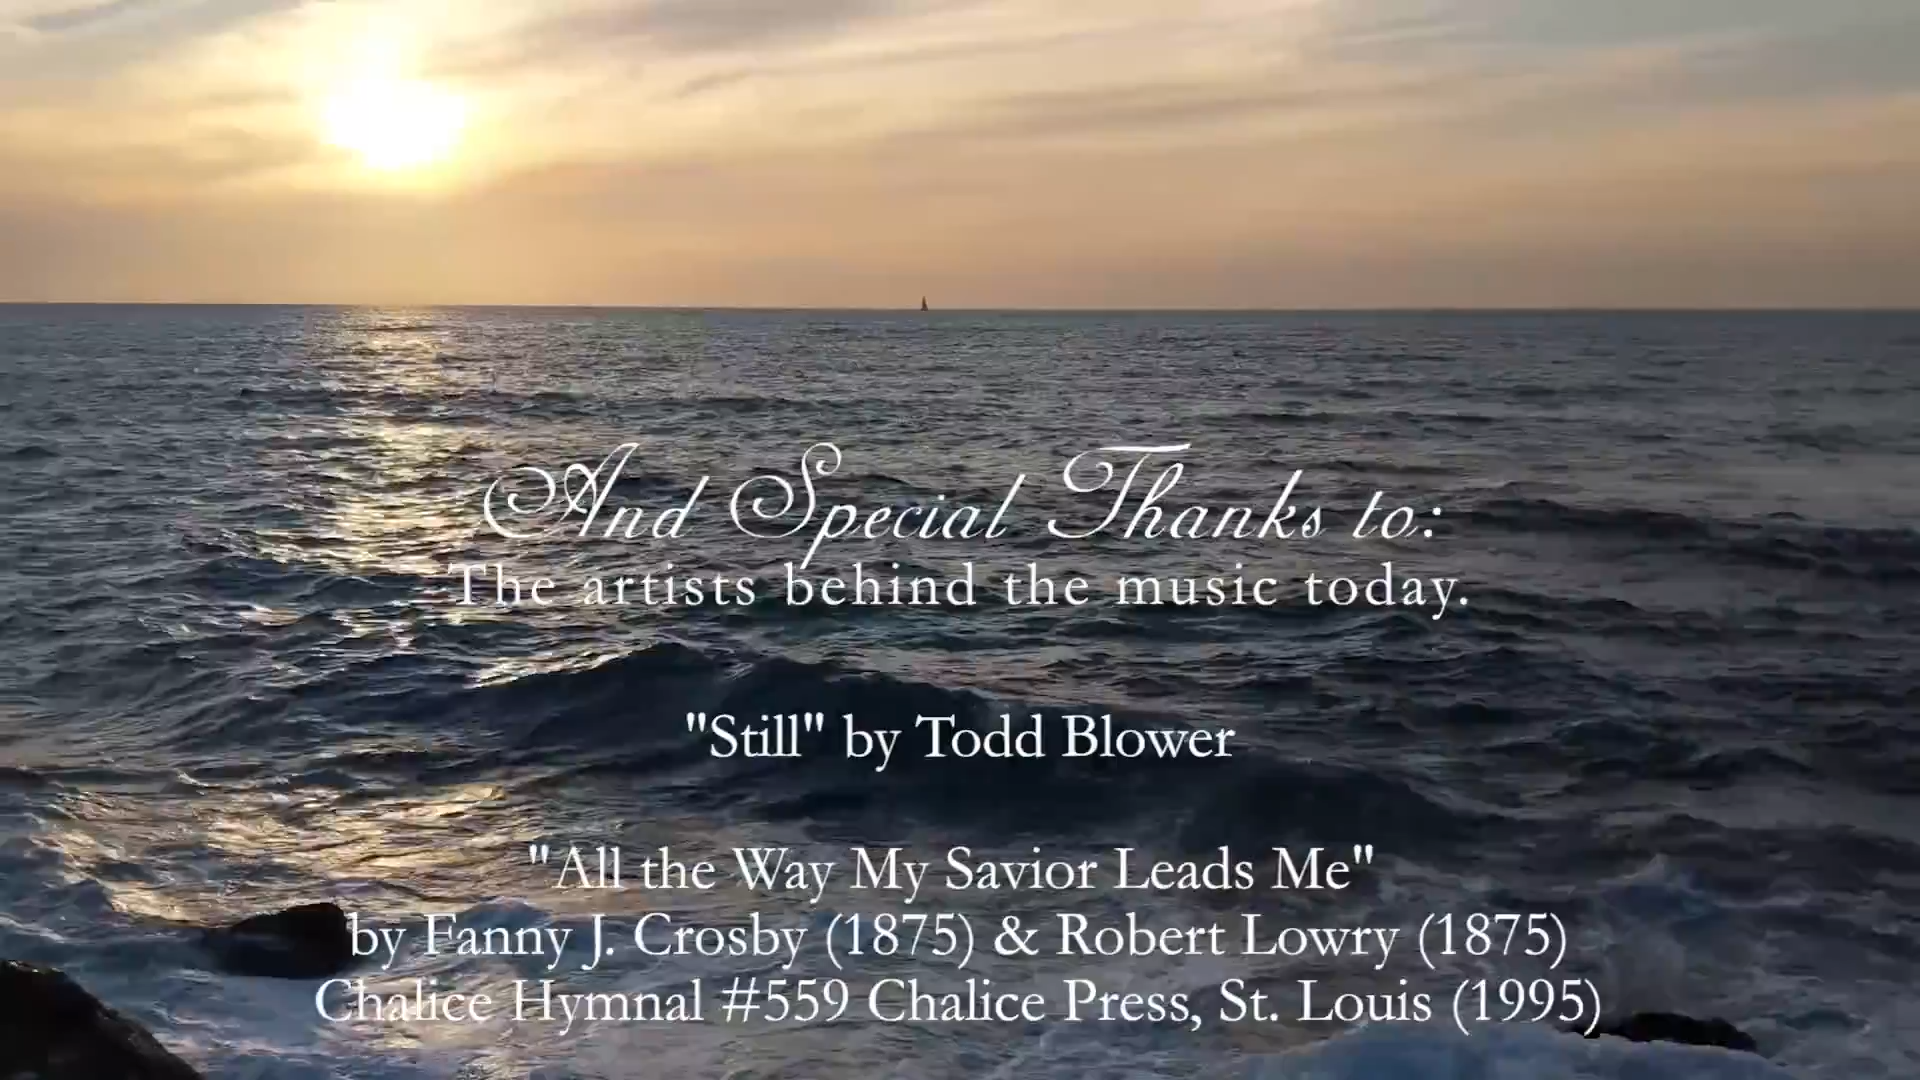 And Special Thanks to:
The artists behind the music today.
"Still" by Todd Blower
"All the Way My Savior Leads Me"
by Fanny J. Crosby (1875) & Robert Lowry (1875)
Chalice Hymnal #559 Chalice Press, St. Louis (1995)